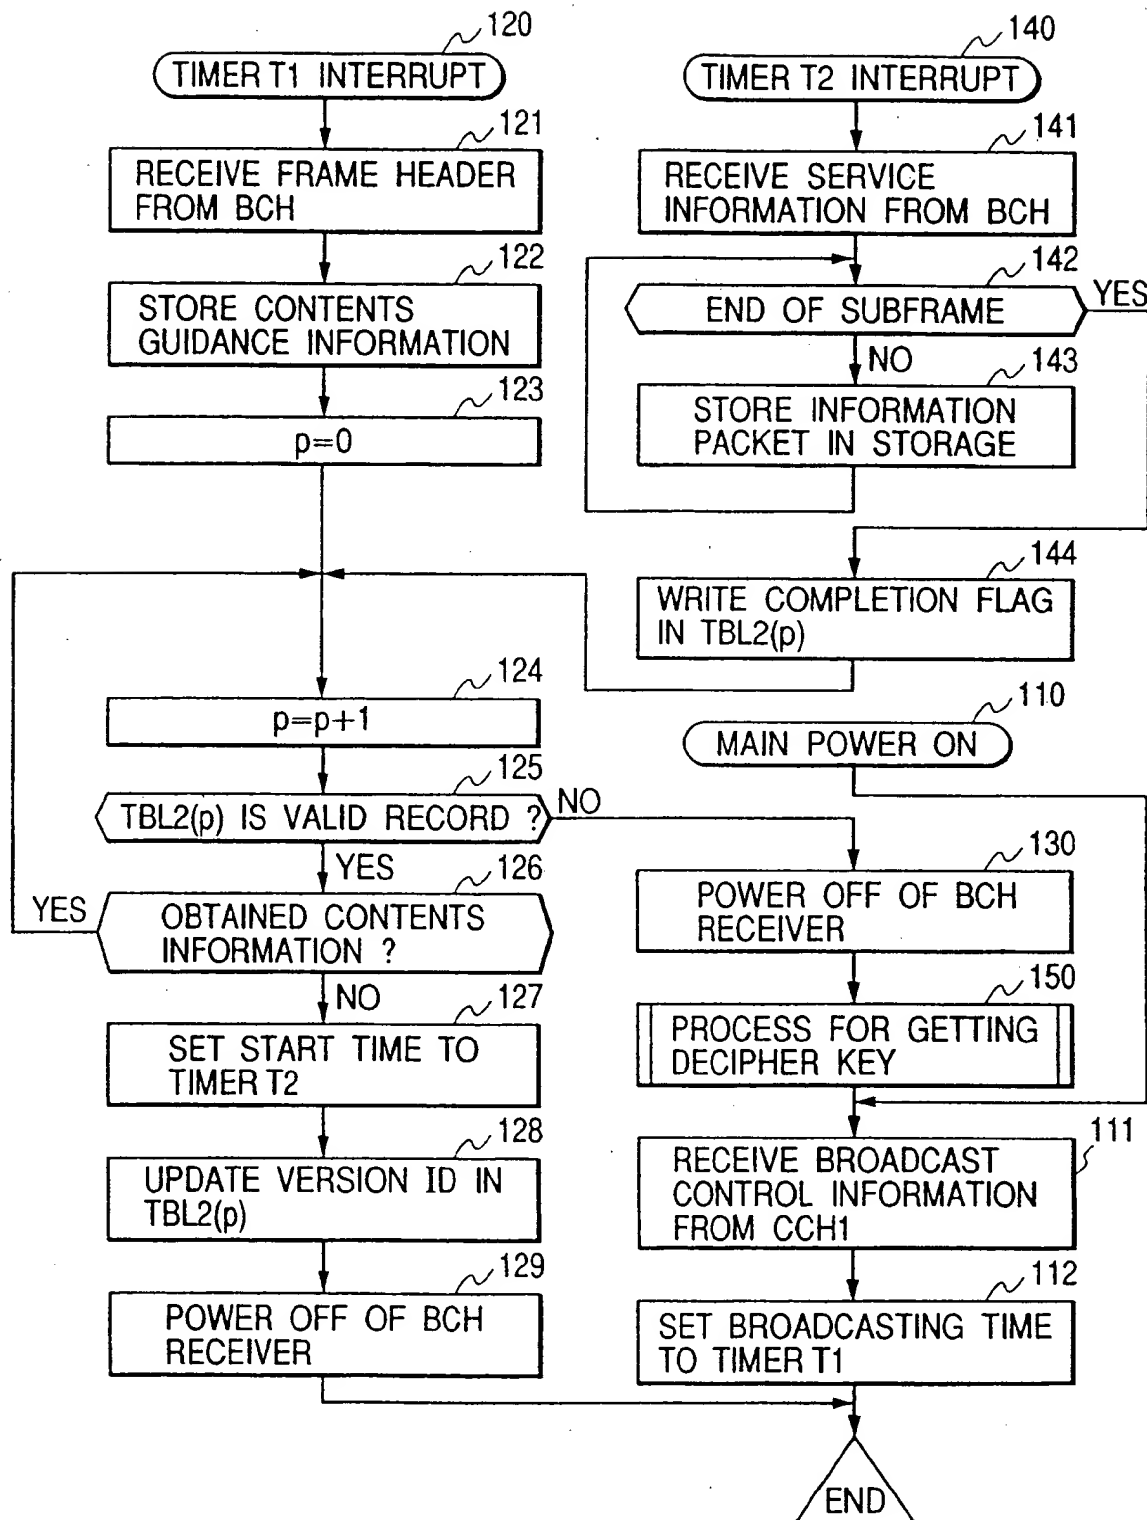 120
TIMER T1 INTERRUPT
121
RECEIVE FRAME HEADER
FROM BCH
122
STORE CONTENTS
GUIDANCE INFORMATION
123
p=0
124
p=p+1
125
TBL2(p) IS VALID RECORD ?
NO
YES
126
YES
OBTAINED CONTENTS
INFORMATION ?
NO
127
SET START TIME TO
TIMER T2
128
UPDATE VERSION ID IN
TBL2(p)
129
POWER OFF OF BCH
RECEIVER
140
TIMER T2 INTERRUPT
141
RECEIVE SERVICE
INFORMATION FROM BCH
142
END OF SUBFRAME
YES
NO
143
STORE INFORMATION
PACKET IN STORAGE
144
WRITE COMPLETION FLAG
IN TBL2(p)
110
MAIN POWER ON
130
POWER OFF OF BCH
RECEIVER
150
PROCESS FOR GETTING
DECIPHER KEY
111
RECEIVE BROADCAST
CONTROL INFORMATION
FROM CCH1
112
SET BROADCASTING TIME
TO TIMER T1
END